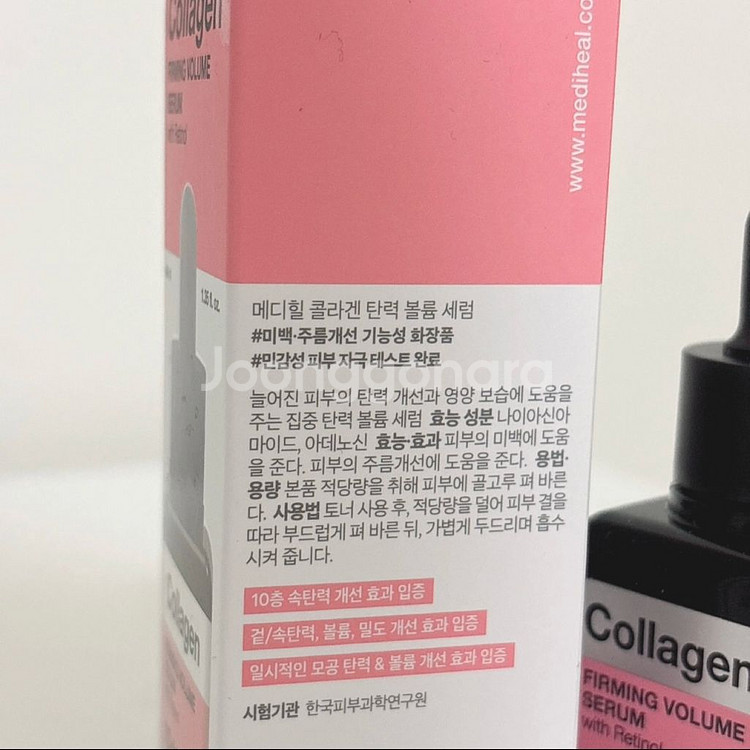 Collagen
FIRMING VOLUME
SERUM
with Retinol
1.35 fl. oz.
www.mediheal.co
메디힐 콜라겐 탄력 볼륨 세럼
#미백·주름개선 기능성 화장품
#민감성 피부 자극 테스트 완료
Joonggonara
늘어진 피부의 탄력 개선과 영양 보습에 도움을
주는 집중 탄력 볼륨 세럼 효능 성분 나이아신아
마이드, 아데노신 효능·효과 피부의 미백에 도움
을 준다. 피부의 주름개선에 도움을 준다. 용법·
용량 본품 적당량을 취해 피부에 골고루 펴 바른
다. 사용법 토너 사용 후, 적당량을 덜어 피부 결을
따라 부드럽게 펴 바른 뒤, 가볍게 두드리며 흡수
시켜 줍니다.
10층 속탄력 개선 효과 입증
겉/속탄력, 볼륨, 밀도 개선 효과 입증
일시적인 모공 탄력 & 볼륨 개선 효과 입증
시험기관 한국피부과학연구원
Collagen
Collagen
FIRMING VOLUME
SERUM
with Retinol